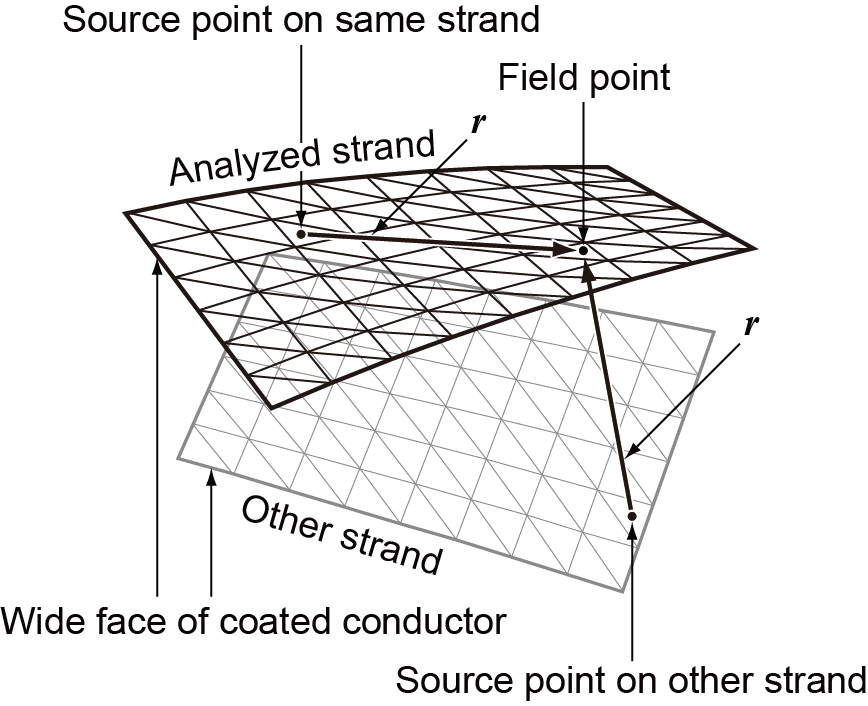 Source point on same strand
Field point
r
Analyzed strand
r
Other strand
Wide face of coated conductor
Source point on other strand